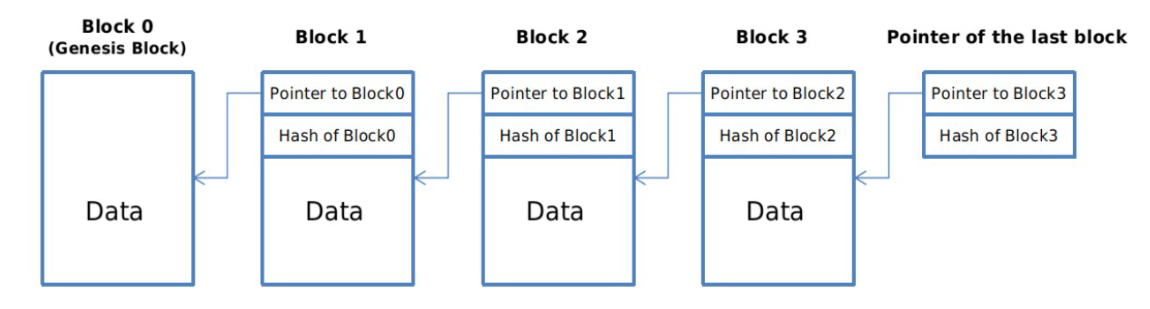 Block 0
(Genesis Block)
Block 1
Block 2
Block 3
Pointer of the last block
Pointer to Block0
Pointer to Block1
Pointer to Block2
Pointer to Block3
Hash of Block0
Hash of Block1
Hash of Block2
Hash of Block3
Data
Data
Data
Data